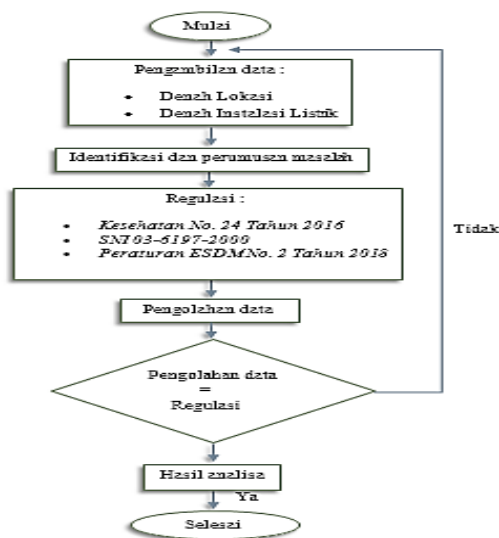 Mulai
Pengambilan data :
• Denah Lokasi
• Denah Instalasi Listrik
Identifikasi dan perumusan masalah
Regulasi :
• Kesehatan No. 24 Tahun 2016
• SNI 03-6197-2000
• Peraturan ESDM No. 2 Tahun 2018
Tidak
Pengolahan data
Pengolahan data
=
Regulasi
Hasil analisa
Ya
Selesai